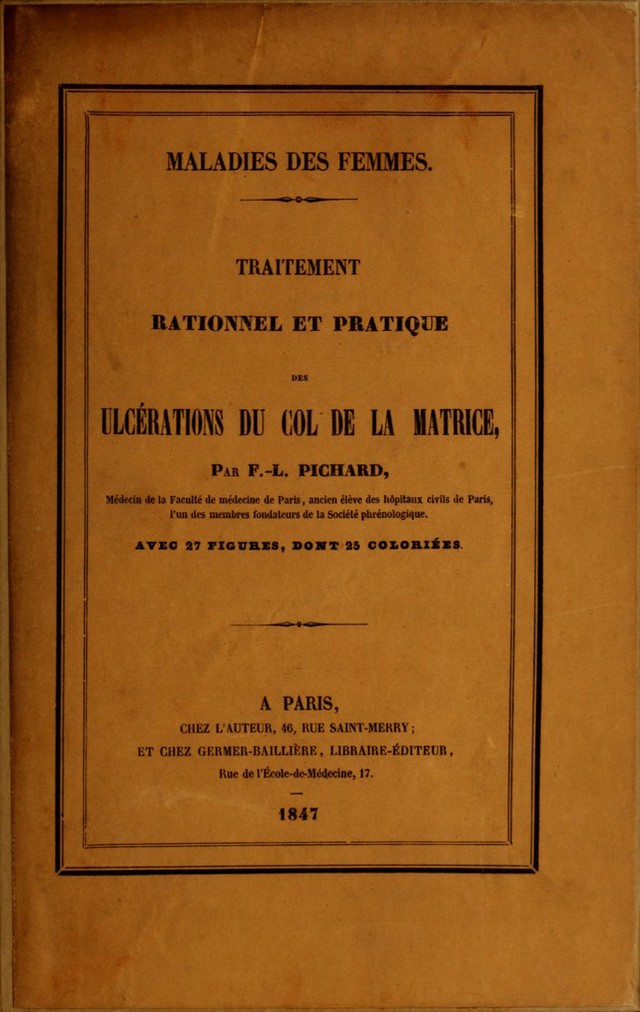 MALADIES DES FEMMES.
TRAITEMENT
RATIONNEL ET PRATIQUE
DES
ULCÉRATIONS DU COL DE LA MATRICE,
PAR F.-L. PICHARD,
Médecin de la Faculté de médecine de Paris, ancien élève des hôpitaux civils de Paris,
l'un des membres fondateurs de la Société phrénologique.
AVEC 27 FIGURES, DONT 25 COLORIÉES.
A PARIS,
CHEZ L'AUTEUR, 46, RUE SAINT-MERRY;
ET CHEZ GERMER-BAILLIÈRE, LIBRAIRE-ÉDITEUR,
Rue de l'École-de-Médecine, 17.
1847